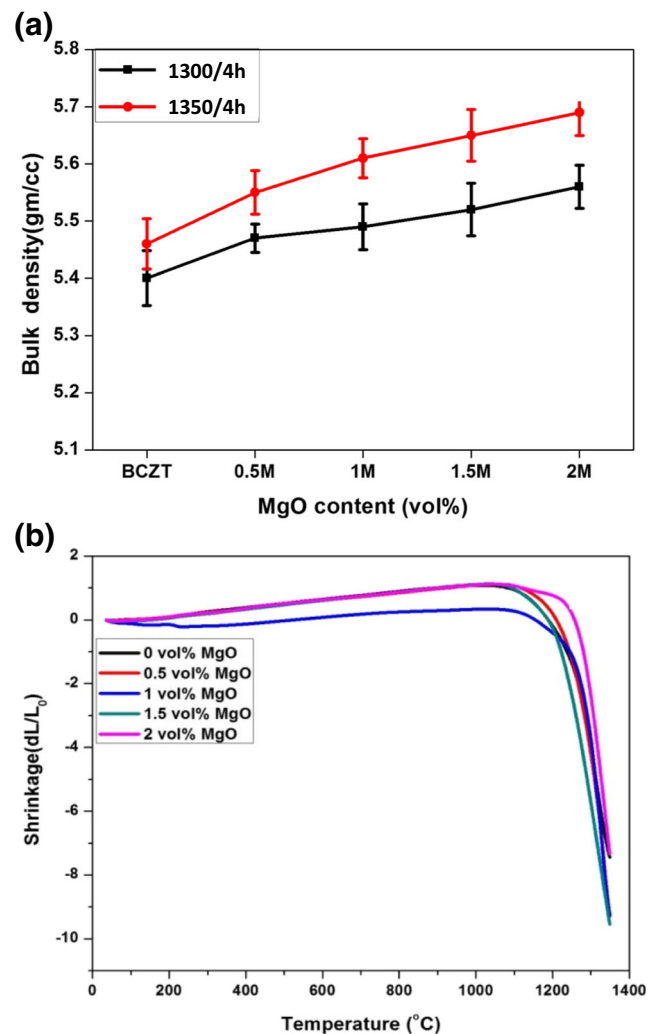 (a)
5.8
5.7
5.6
5.5
5.4
5.3
5.2
5.1
Bulk density(gm/cc)
1300/4h
1350/4h
BCZT 0.5M 1M 1.5M 2M
MgO content (vol%)
(b)
2
0
-2
-4
-6
-8
-10
Shrinkage(dL/L₀)
0 vol% MgO
0.5 vol% MgO
1 vol% MgO
1.5 vol% MgO
2 vol% MgO
0 200 400 600 800 1000 1200 1400
Temperature (°C)